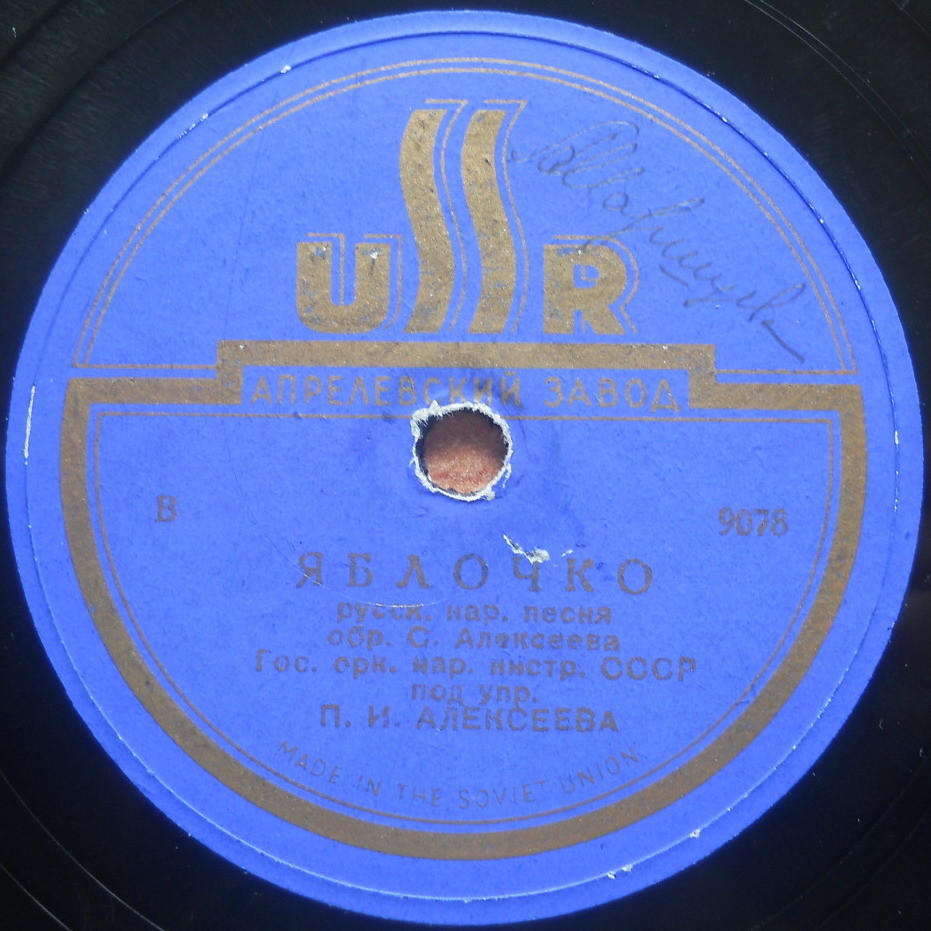 USSR
АПРЕЛЕВСКИЙ ЗАВОД
В 9078
ЯБЛОЧКО
русск. нар. песня
обр. С. Алексеева
Гос. орк. нар. инстр. СССР
под упр.
П. И. АЛЕКСЕЕВА
MADE IN THE SOVIET UNION